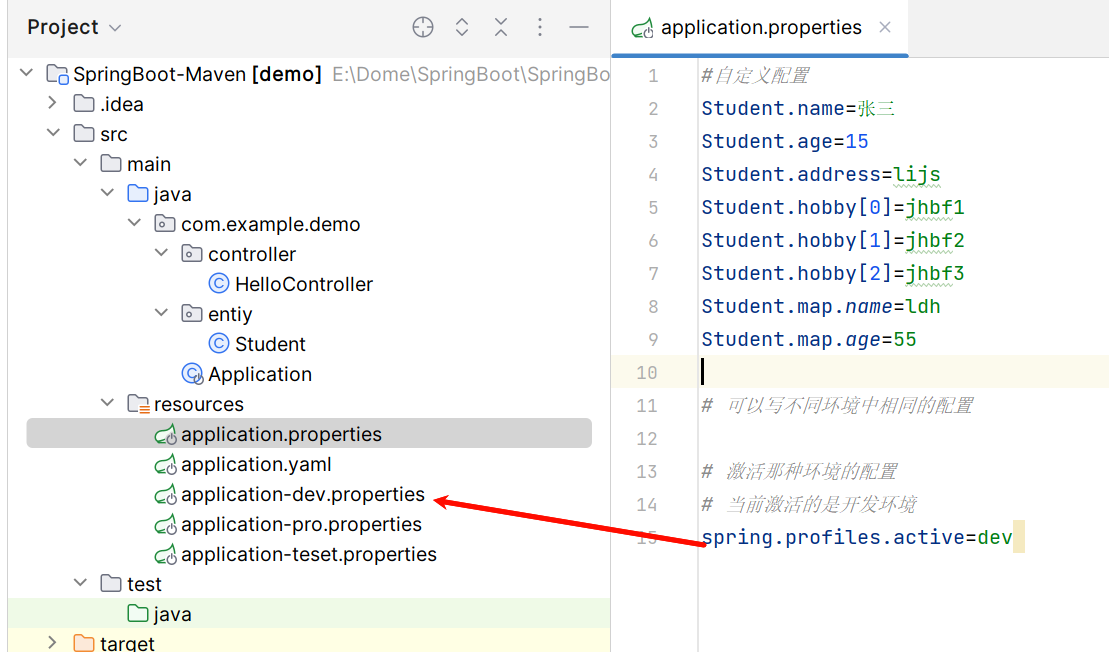 Project
SpringBoot-Maven [demo] E:\Dome\SpringBoot\SpringBo
.idea
src
main
java
com.example.demo
controller
HelloController
entiy
Student
Application
resources
application.properties
application.yaml
application-dev.properties
application-pro.properties
application-teset.properties
test
java
target
application.properties
1 #自定义配置
2 Student.name=张三
3 Student.age=15
4 Student.address=lijs
5 Student.hobby[0]=jhbf1
6 Student.hobby[1]=jhbf2
7 Student.hobby[2]=jhbf3
8 Student.map.name=ldh
9 Student.map.age=55
10
11 # 可以写不同环境中相同的配置
12
13 # 激活那种环境的配置
14 # 当前激活的是开发环境
15 spring.profiles.active=dev